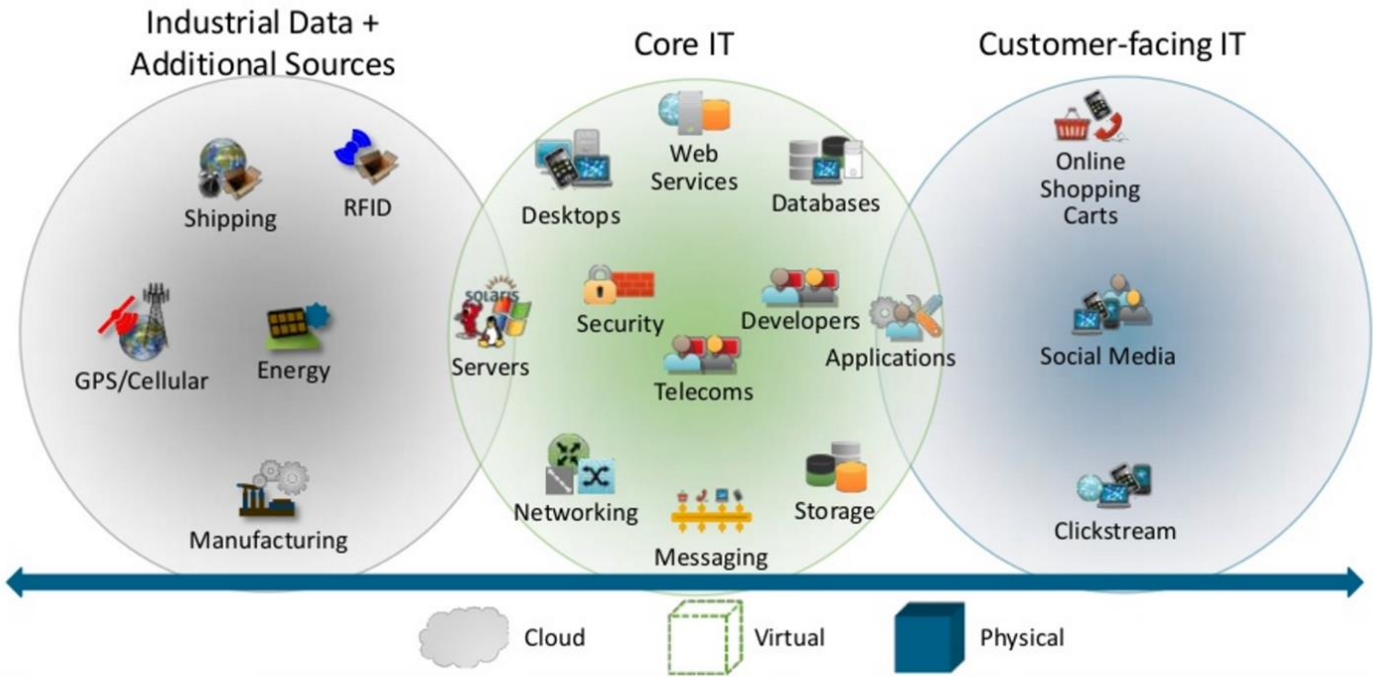 Industrial Data +
Additional Sources
Core IT
Customer-facing IT
Shipping
RFID
GPS/Cellular
Energy
Manufacturing
SOLARIS
Servers
Desktops
Web
Services
Databases
Security
Developers
Telecoms
Applications
Networking
Messaging
Storage
Online
Shopping
Carts
Social Media
Clickstream
Cloud
Virtual
Physical